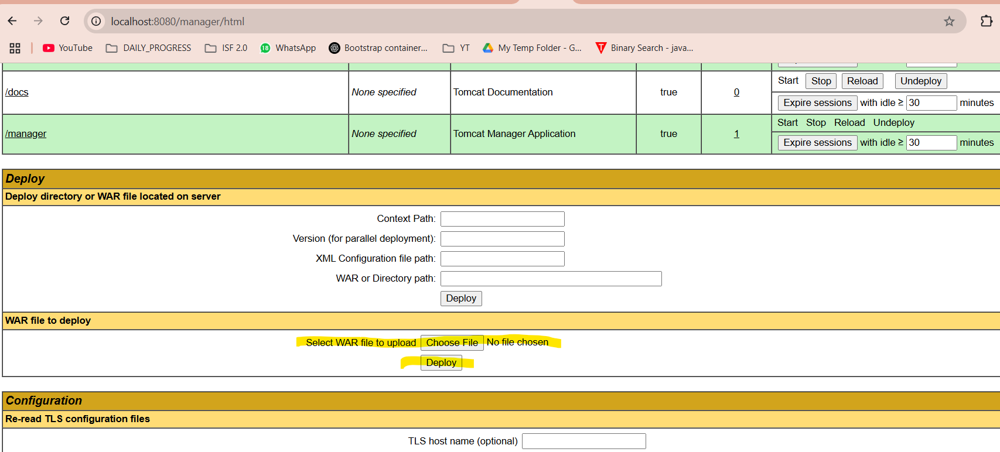 localhost:8080/manager/html
YouTube DAILY_PROGRESS ISF 2.0 18 WhatsApp Bootstrap container... YT My Temp Folder - G... T Binary Search - java...
/docs None specified Tomcat Documentation true 0 Start Stop Reload Undeploy
Expire sessions with idle ≥ 30 minutes
/manager None specified Tomcat Manager Application true 1 Start Stop Reload Undeploy
Expire sessions with idle ≥ 30 minutes
Deploy
Deploy directory or WAR file located on server
Context Path:
Version (for parallel deployment):
XML Configuration file path:
WAR or Directory path:
Deploy
WAR file to deploy
Select WAR file to upload Choose File No file chosen
Deploy
Configuration
Re-read TLS configuration files
TLS host name (optional)